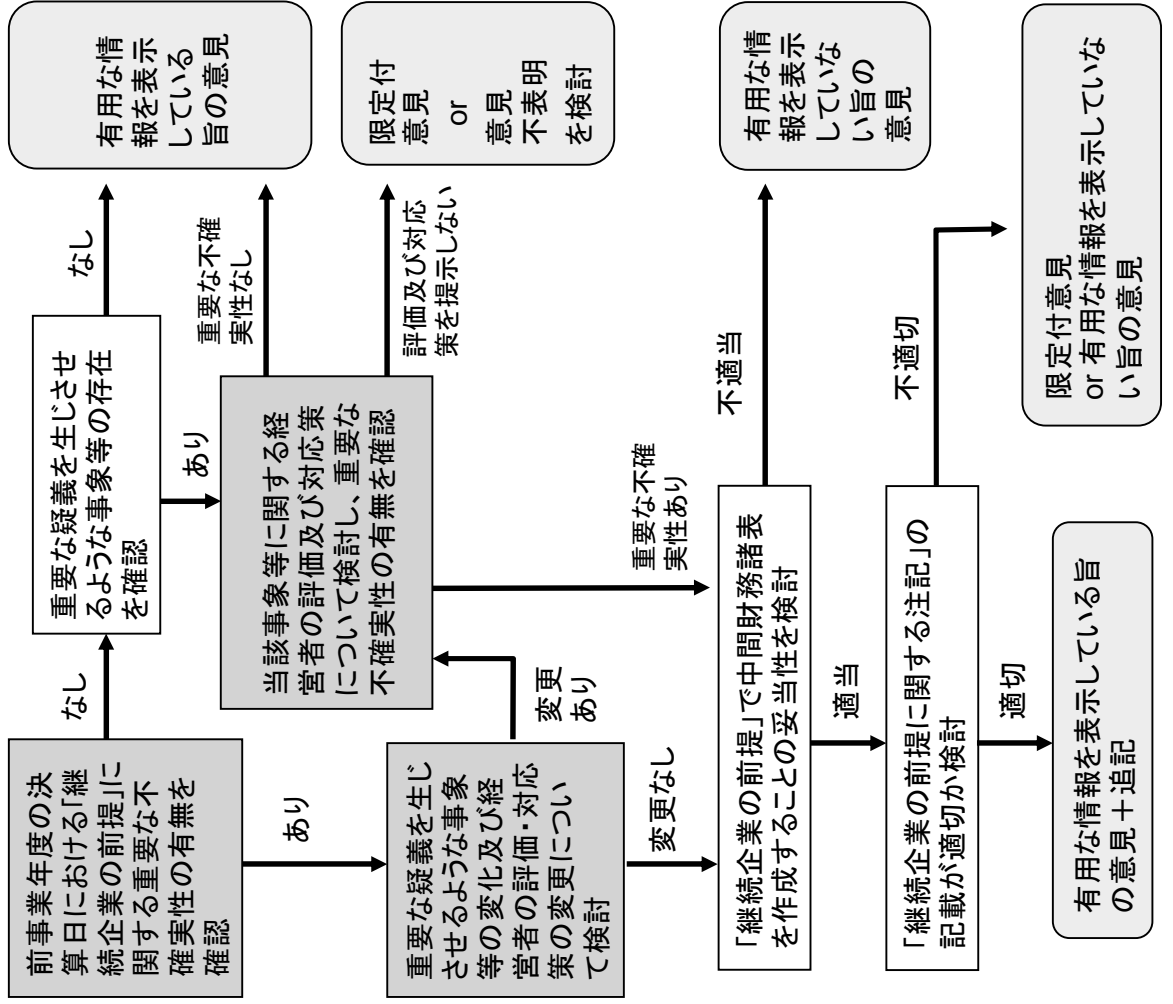 前事業年度の決
算日における「継
続企業の前提」に
関する重要な不
確実性の有無を
確認
なし
重要な疑義を生じさせ
るような事象等の存在
を確認
なし
有用な情
報を表示
している
旨の意見
あり
あり
当該事象等に関する経
営者の評価及び対応策
について検討し、重要な
不確実性の有無を確認
重要な不確
実性なし
評価及び対応
策を提示しない
限定付
意見
or
意見
不表明
を検討
重要な疑義を生じ
させるような事象
等の変化及び経
営者の評価・対応
策の変更につい
て検討
変更
あり
変更なし
重要な不確
実性あり
「継続企業の前提」で中間財務諸表
を作成することの妥当性を検討
不適当
有用な情
報を表示
していな
い旨の
意見
適当
「継続企業の前提に関する注記」の
記載が適切か検討
不適切
限定付意見
or 有用な情報を表示していな
い旨の意見
適切
有用な情報を表示している旨
の意見＋追記